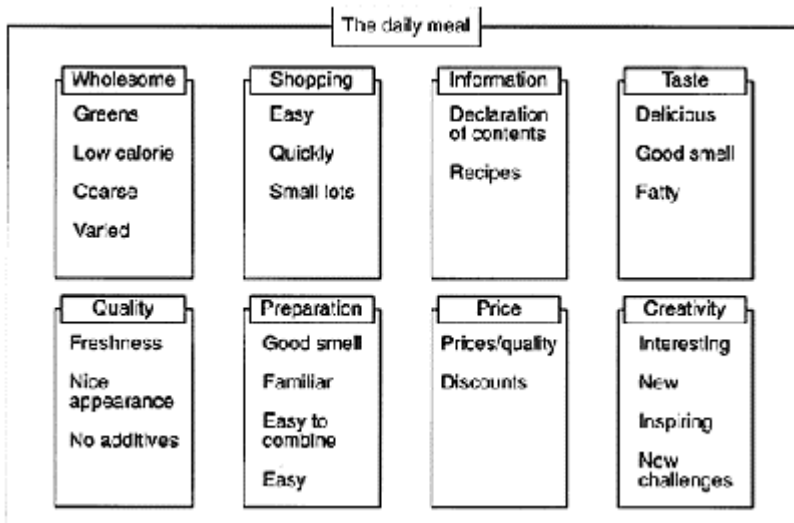 The daily meal
Wholesome
Greens
Low calorie
Coarse
Varied
Shopping
Easy
Quickly
Small lots
Information
Declaration
of contents
Recipes
Taste
Delicious
Good smell
Fatty
Quality
Freshness
Nice
appearance
No additives
Preparation
Good smell
Familiar
Easy to
combine
Easy
Price
Prices/quality
Discounts
Creativity
Interesting
New
Inspiring
New
challenges